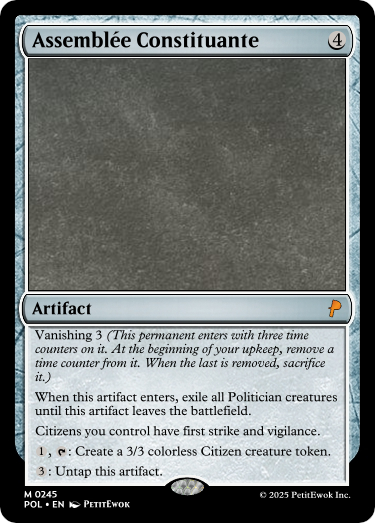 Assemblée Constituante 4
Artifact
Vanishing 3 (This permanent enters with three time
counters on it. At the beginning of your upkeep, remove a
time counter from it. When the last is removed, sacrifice
it.)
When this artifact enters, exile all Politician creatures
until this artifact leaves the battlefield.
Citizens you control have first strike and vigilance.
1, : Create a 3/3 colorless Citizen creature token.
3 : Untap this artifact.
M 0245
POL • EN PetitEwok
© 2025 PetitEwok Inc.